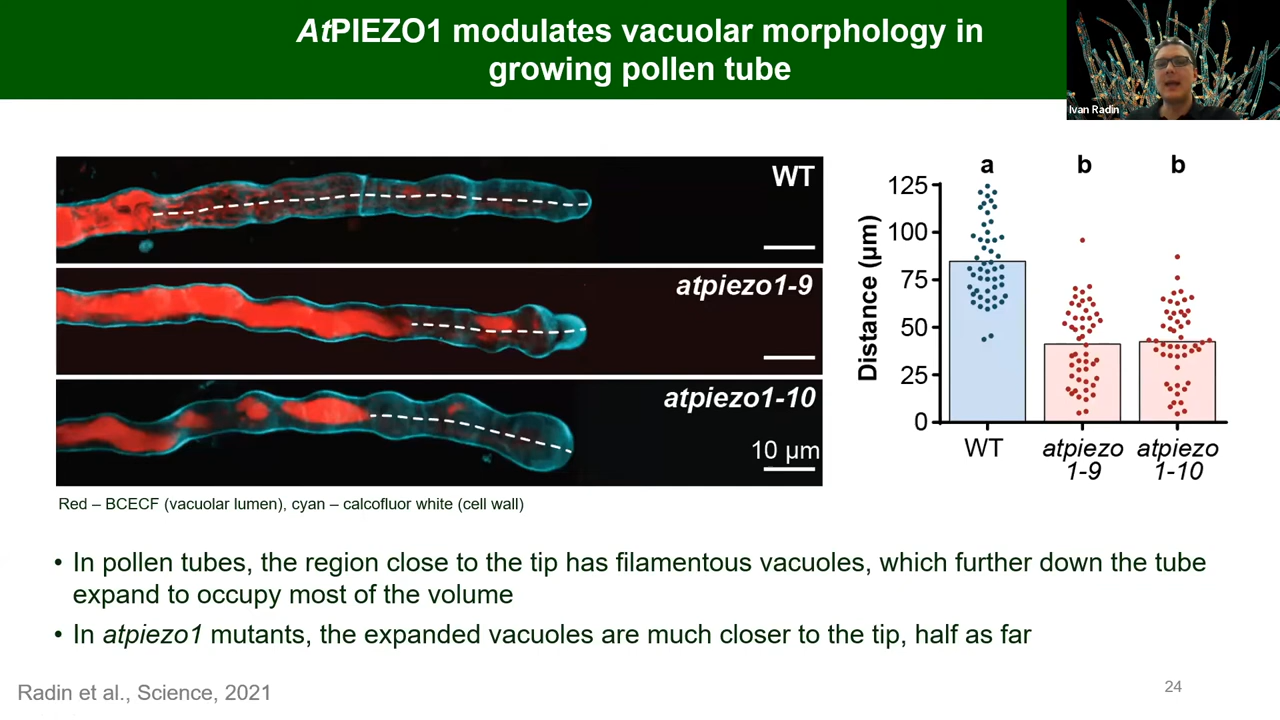 AtPIEZO1 modulates vacuolar morphology in
growing pollen tube
Ivan Radin
WT
atpiezo1-9
atpiezo1-10
10 µm
Red – BCECF (vacuolar lumen), cyan – calcofluor white (cell wall)
a b b
Distance (µm)
125
100
75
50
25
0
WT atpiezo atpiezo
1-9 1-10
• In pollen tubes, the region close to the tip has filamentous vacuoles, which further down the tube
expand to occupy most of the volume
• In atpiezo1 mutants, the expanded vacuoles are much closer to the tip, half as far
Radin et al., Science, 2021
24